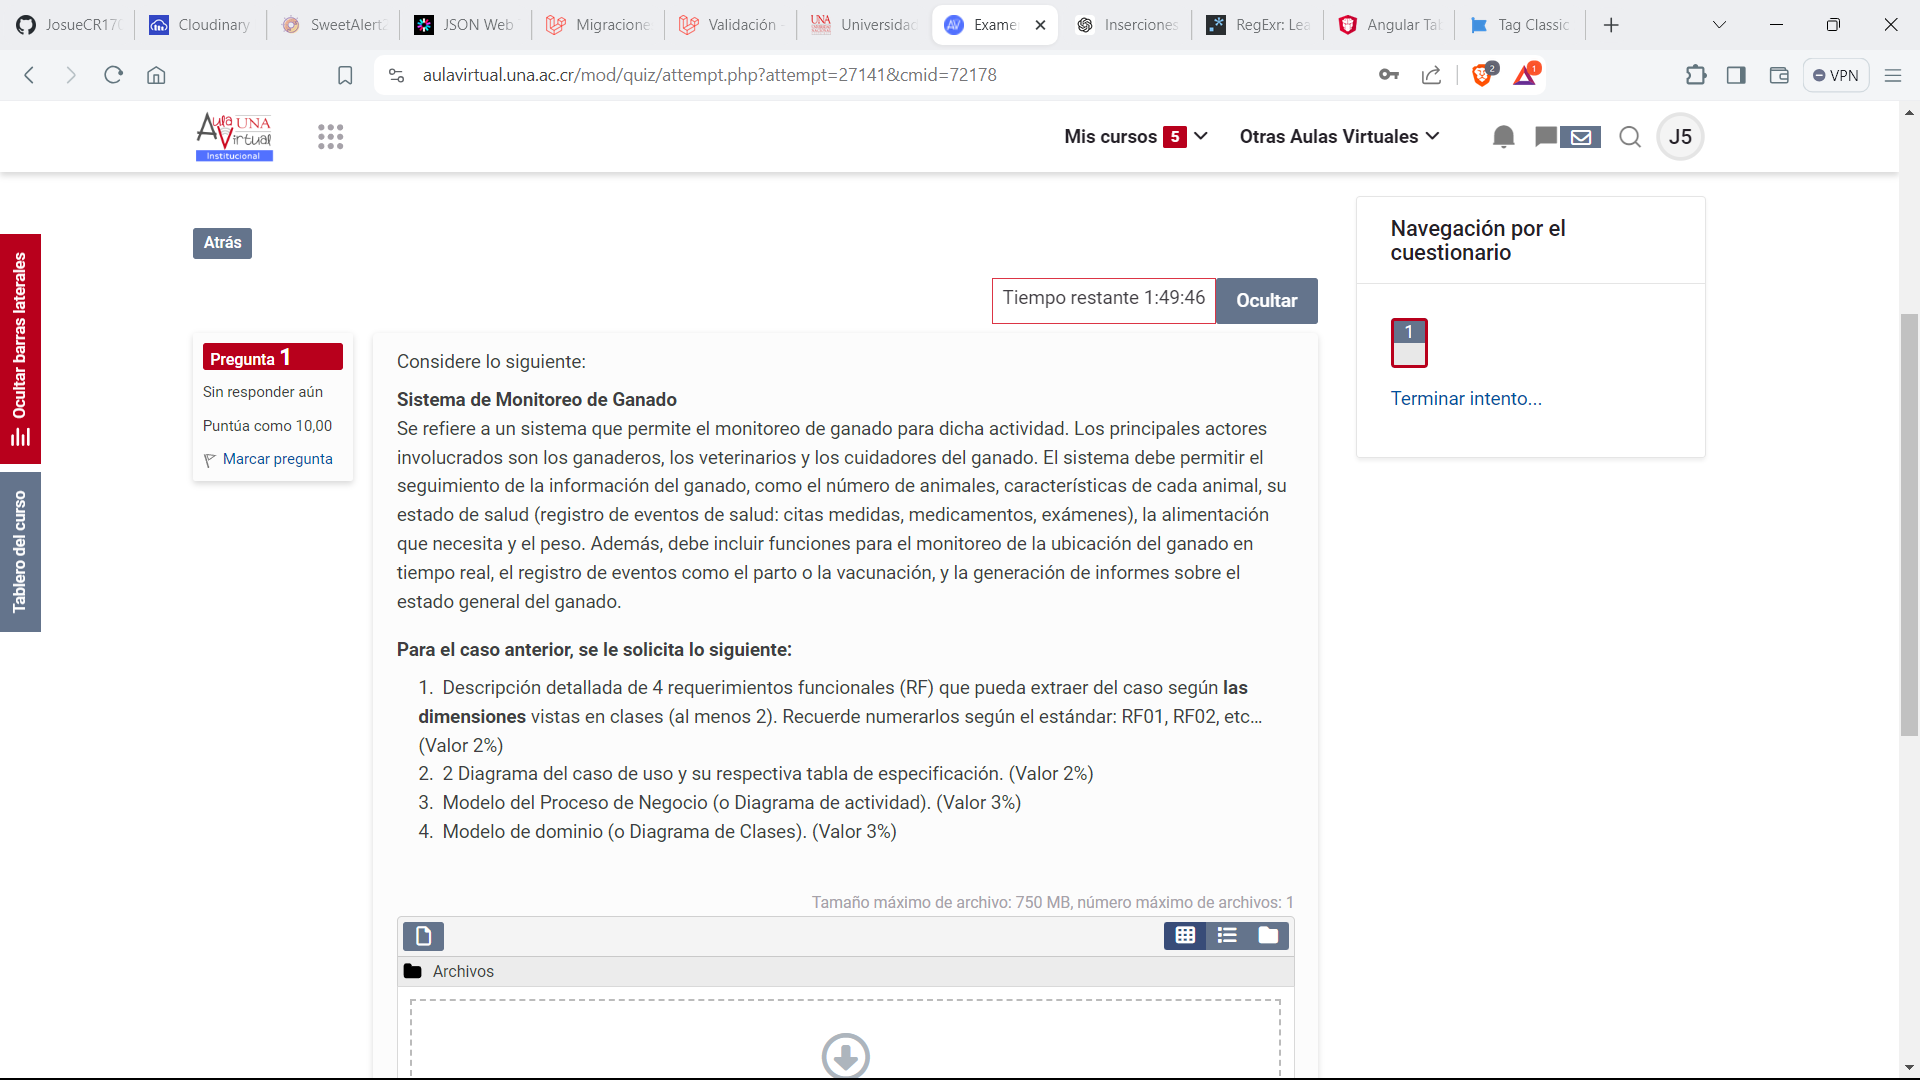 JosueCR170
Cloudinary
SweetAlert2
JSON Web
Migracione
Validación -
UNA
Universidad
AV
Exame
Inserciones
RegExr: Lea
Angular Tab
Tag Classic
aulavirtual.una.ac.cr/mod/quiz/attempt.php?attempt=27141&cmid=72178
2
1
VPN
Aula UNA
Virtual
Institucional
Mis cursos 5
Otras Aulas Virtuales
J5
Ocultar barras laterales
Tablero del curso
Atrás
Tiempo restante 1:49:46
Ocultar
Pregunta 1
Sin responder aún
Puntúa como 10,00
Marcar pregunta
Considere lo siguiente:
Sistema de Monitoreo de Ganado
Se refiere a un sistema que permite el monitoreo de ganado para dicha actividad. Los principales actores
involucrados son los ganaderos, los veterinarios y los cuidadores del ganado. El sistema debe permitir el
seguimiento de la información del ganado, como el número de animales, características de cada animal, su
estado de salud (registro de eventos de salud: citas medidas, medicamentos, exámenes), la alimentación
que necesita y el peso. Además, debe incluir funciones para el monitoreo de la ubicación del ganado en
tiempo real, el registro de eventos como el parto o la vacunación, y la generación de informes sobre el
estado general del ganado.
Para el caso anterior, se le solicita lo siguiente:
1. Descripción detallada de 4 requerimientos funcionales (RF) que pueda extraer del caso según las
dimensiones vistas en clases (al menos 2). Recuerde numerarlos según el estándar: RF01, RF02, etc...
(Valor 2%)
2. 2 Diagrama del caso de uso y su respectiva tabla de especificación. (Valor 2%)
3. Modelo del Proceso de Negocio (o Diagrama de actividad). (Valor 3%)
4. Modelo de dominio (o Diagrama de Clases). (Valor 3%)
Tamaño máximo de archivo: 750 MB, número máximo de archivos: 1
Archivos
Navegación por el
cuestionario
1
Terminar intento...